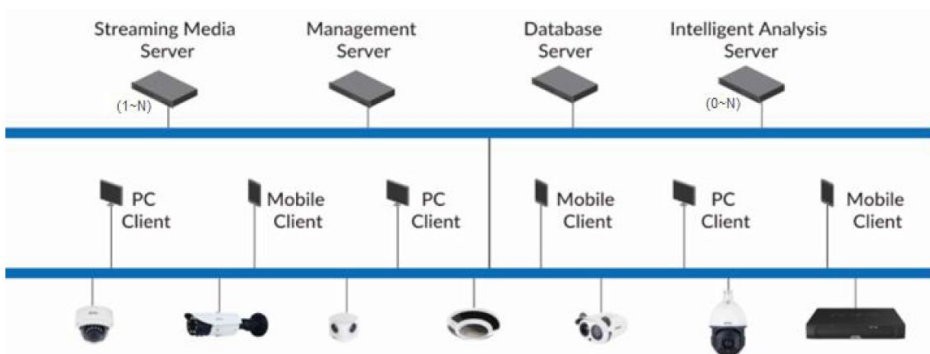 Streaming Media
Server
Management
Server
Database
Server
Intelligent Analysis
Server
(1~N)
(0~N)
PC
Client
Mobile
Client
PC
Client
Mobile
Client
PC
Client
Mobile
Client